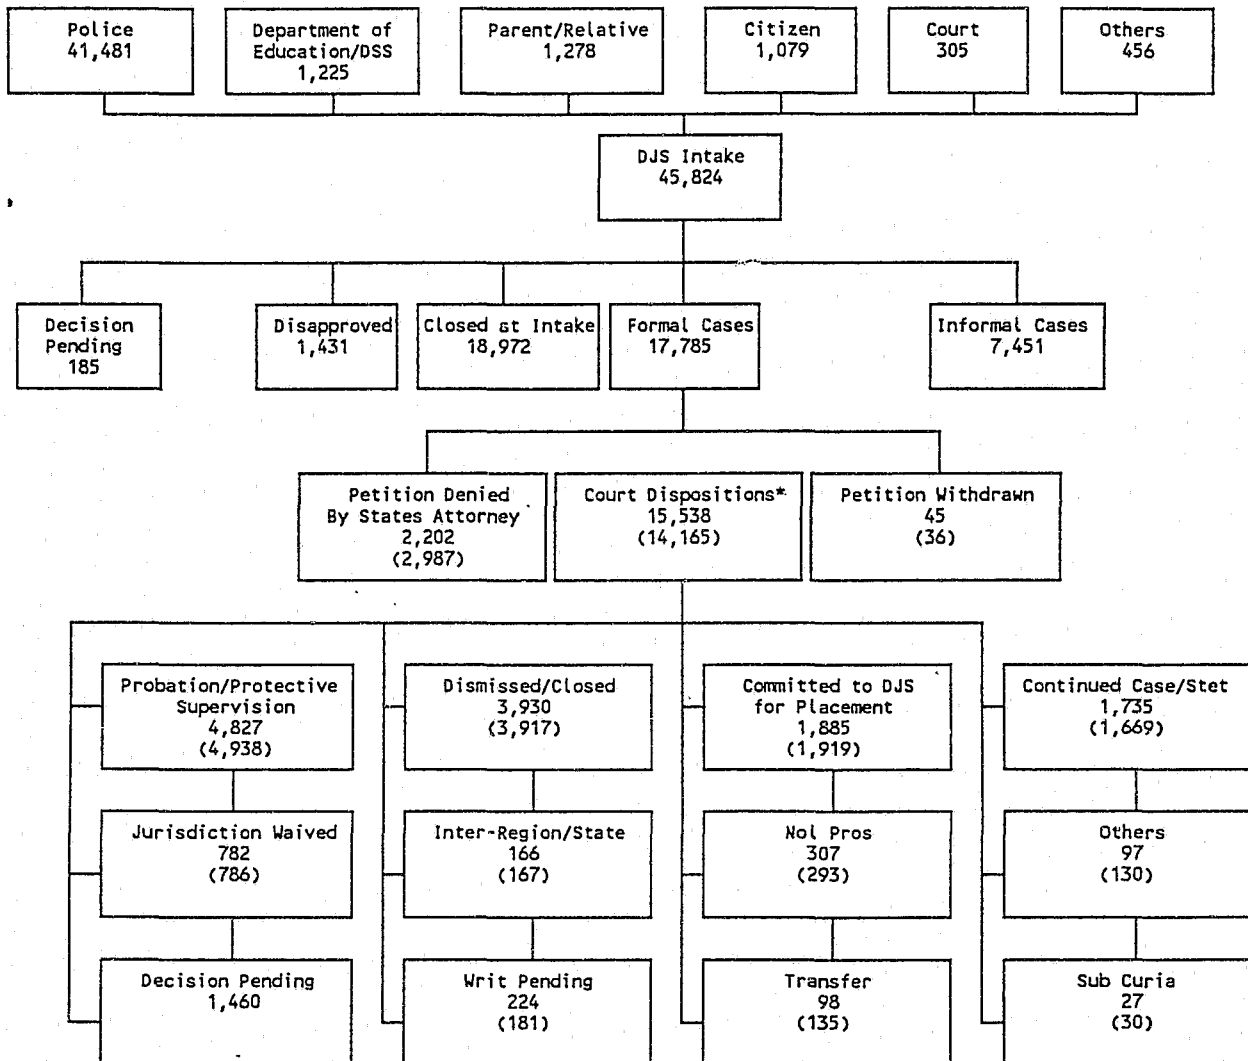 Police
41,481
Department of
Education/DSS
1,225
Parent/Relative
1,278
Citizen
1,079
Court
305
Others
456
DJS Intake
45,824
Decision
Pending
185
Disapproved
1,431
Closed at Intake
18,972
Formal Cases
17,785
Informal Cases
7,451
Petition Denied
By States Attorney
2,202
(2,987)
Court Dispositions*
15,538
(14,165)
Petition Withdrawn
45
(36)
Probation/Protective
Supervision
4,827
(4,938)
Dismissed/Closed
3,930
(3,917)
Committed to DJS
for Placement
1,885
(1,919)
Continued Case/Stet
1,735
(1,669)
Jurisdiction Waived
782
(786)
Inter-Region/State
166
(167)
Nol Pros
307
(293)
Others
97
(130)
Decision Pending
1,460
Writ Pending
224
(181)
Transfer
98
(135)
Sub Curia
27
(30)